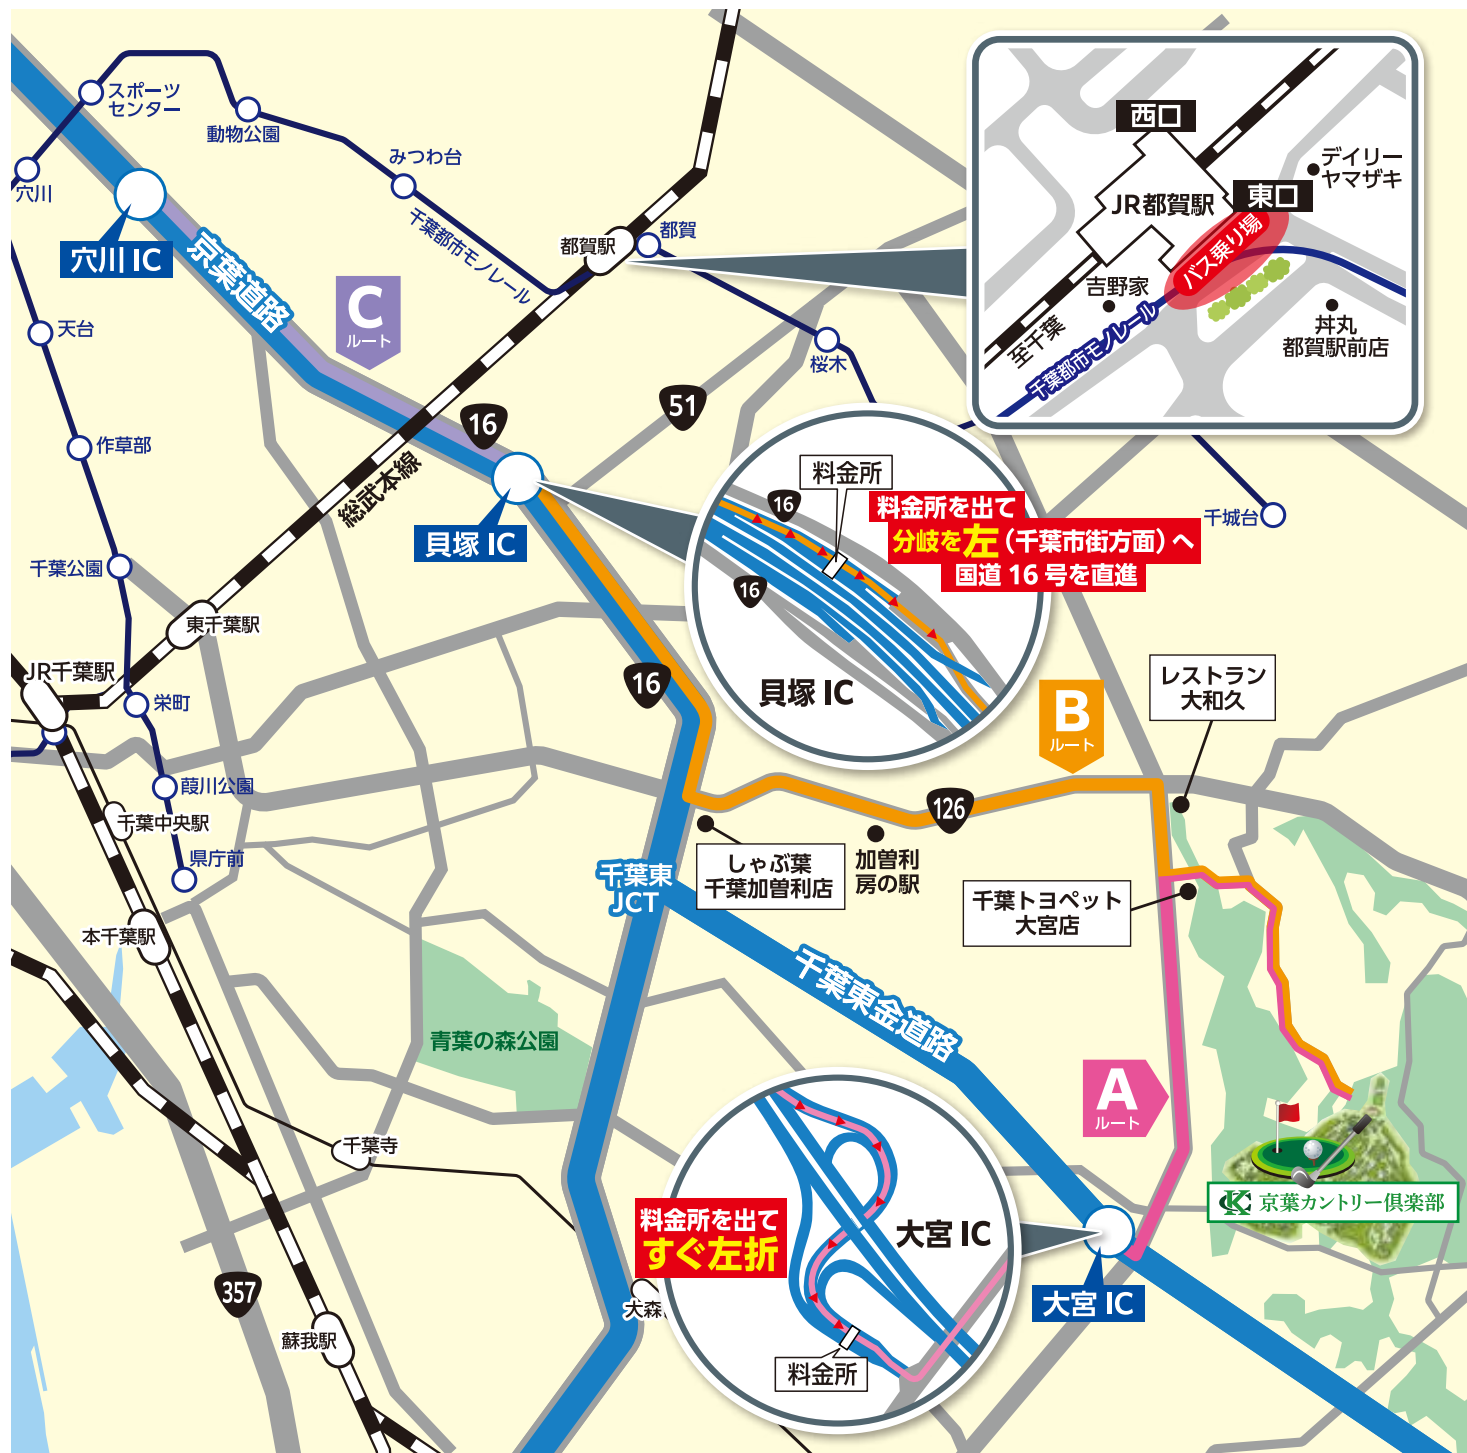 スポーツ
センター
動物公園
みつわ台
穴川
穴川 IC
京葉道路
千葉都市モノレール
都賀駅
都賀
C
ルート
天台
桜木
16
51
作草部
総武本線
貝塚 IC
千葉公園
東千葉駅
JR千葉駅
栄町
葭川公園
千葉中央駅
県庁前
本千葉駅
西口
JR都賀駅
東口
デイリー
ヤマザキ
バス乗り場
吉野家
至千葉
千葉都市モノレール
丼丸
都賀駅前店
千城台
料金所
16
料金所を出て
分岐を左（千葉市街方面）へ
国道 16 号を直進
16
貝塚 IC
16
B
ルート
レストラン
大和久
126
しゃぶ葉
千葉加曽利店
加曽利
房の駅
千葉トヨペット
大宮店
千葉東
JCT
千葉東金道路
青葉の森公園
A
ルート
千葉寺
料金所を出て
すぐ左折
大宮 IC
料金所
大宮 IC
京葉カントリー倶楽部
357
大森
蘇我駅